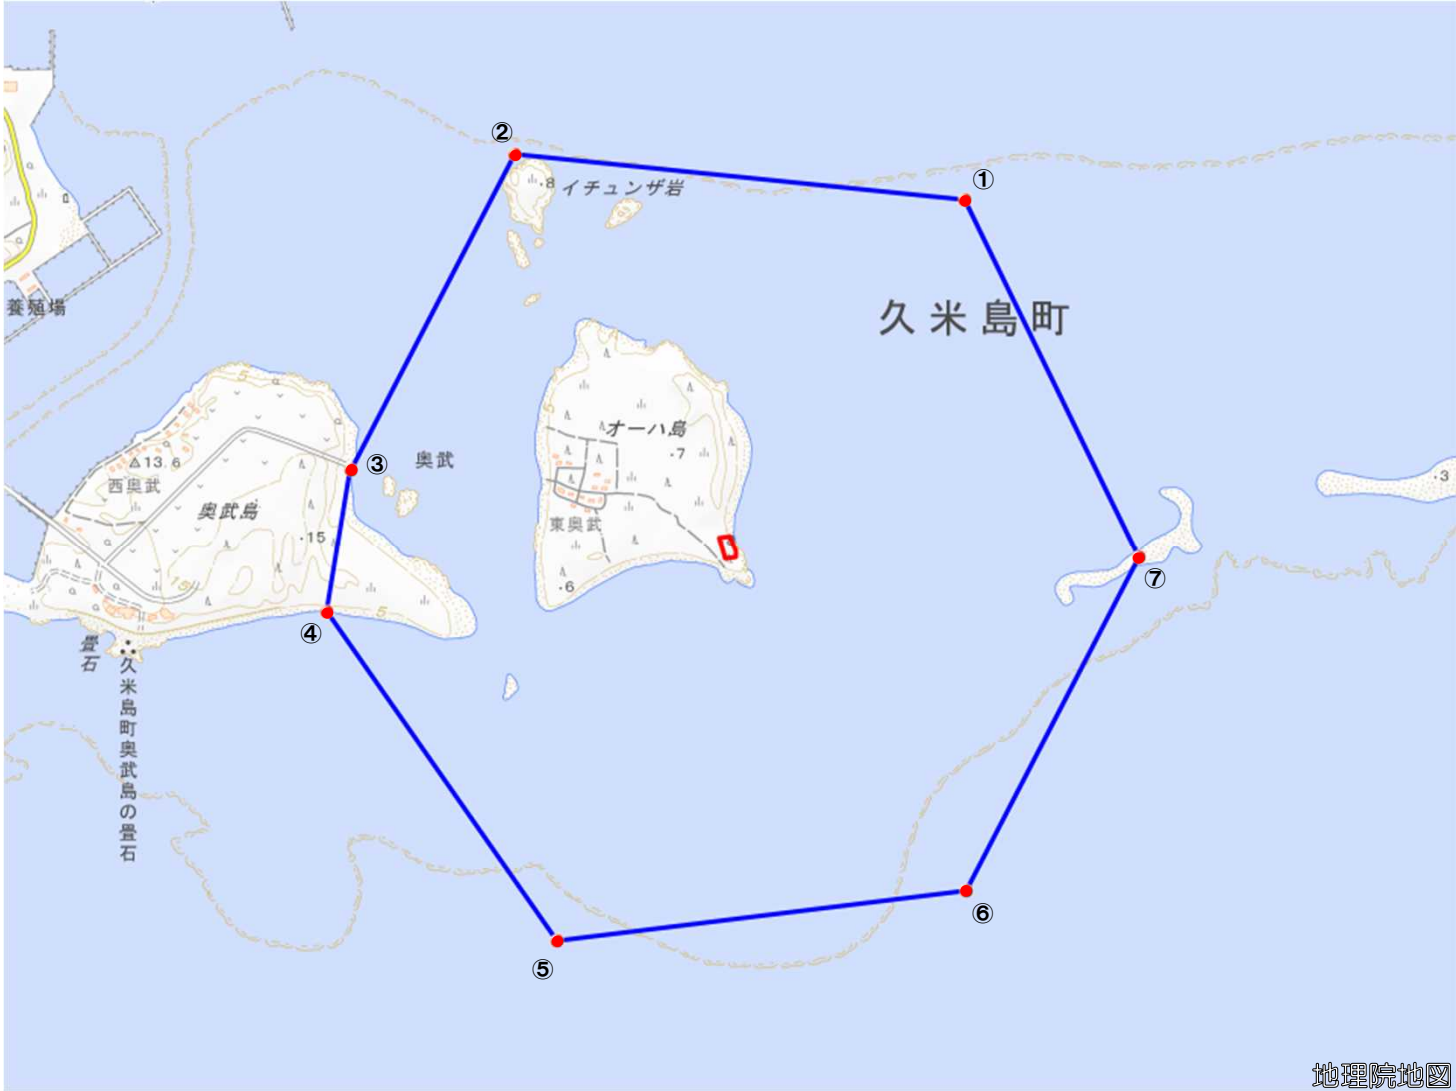 ②
①
・8 イチュンザ岩
養殖場
久米島町
5
オーハ島
5
・7
③
奥武
△13.6
西奥武
奥武島
・3
東奥武
・15
⑦
15
・6
5
④
畳石
久米島町奥武島の畳石
⑥
⑤
地理院地図